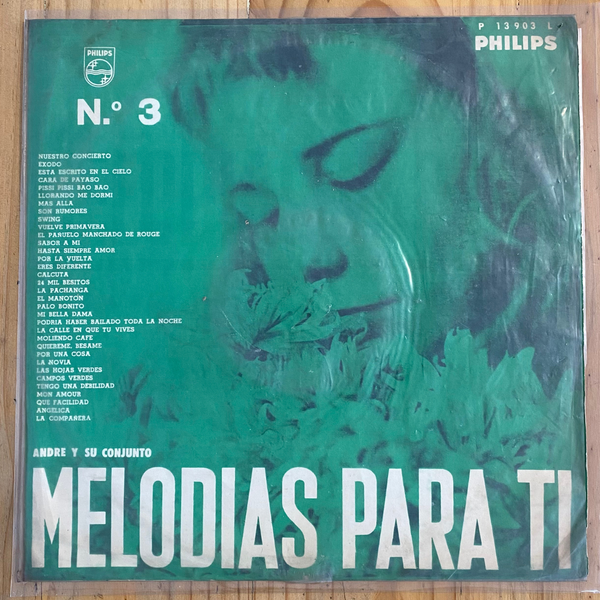 P 13903 L
PHILIPS
PHILIPS
N.º 3
NUESTRO CONCIERTO
EXODO
ESTA ESCRITO EN EL CIELO
CARA DE PAYASO
PISSI PISSI BAO BAO
LLORANDO ME DORMI
MAS ALLA
SON RUMORES
SWING
VUELVE PRIMAVERA
EL PAÑUELO MANCHADO DE ROUGE
SABOR A MI
HASTA SIEMPRE AMOR
POR LA VUELTA
ERES DIFERENTE
CALCUTA
24 MIL BESITOS
LA PACHANGA
EL MANOTÓN
PALO BONITO
MI BELLA DAMA
PODRIA HABER BAILADO TODA LA NOCHE
LA CALLE EN QUE TU VIVES
MOLIENDO CAFE
QUIEREME, BESAME
POR UNA COSA
LA NOVIA
LAS HOJAS VERDES
CAMPOS VERDES
TENGO UNA DEBILIDAD
MON AMOUR
QUE FACILIDAD
ANGELICA
LA COMPAÑERA
ANDRE Y SU CONJUNTO
MELODIAS PARA TI